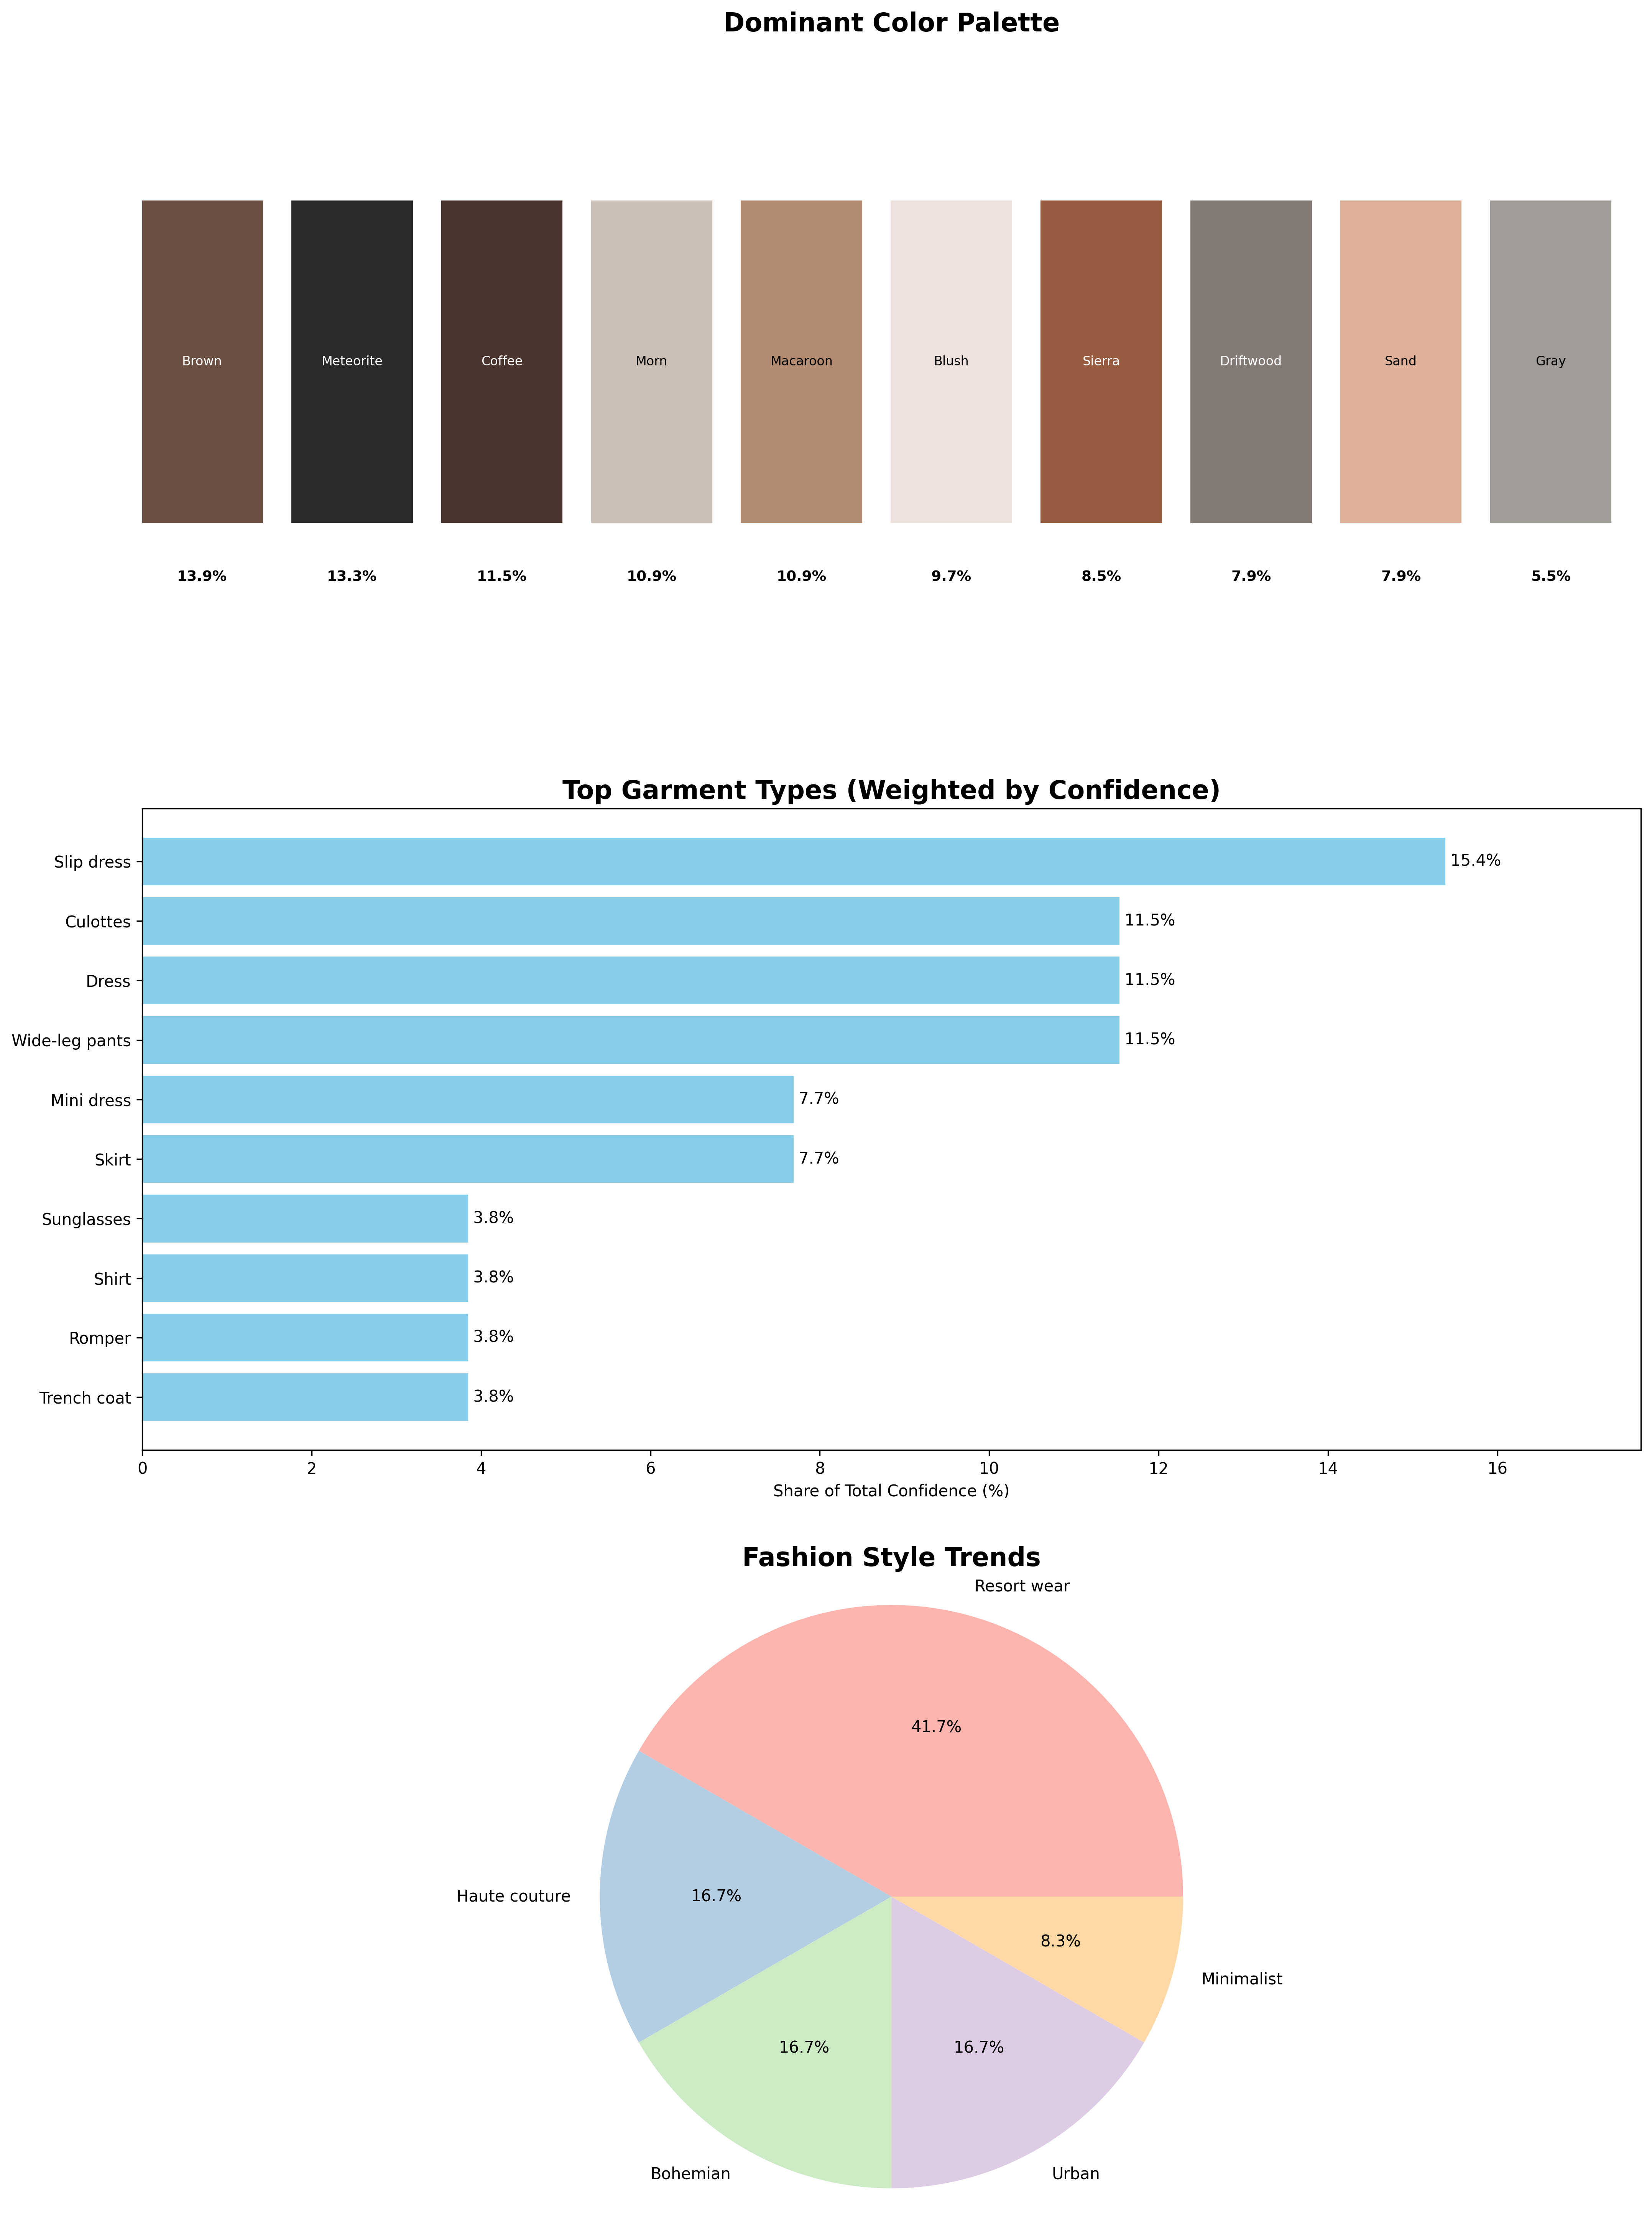 Dominant Color Palette
Brown Meteorite Coffee Morn Macaroon Blush Sierra Driftwood Sand Gray
13.9% 13.3% 11.5% 10.9% 10.9% 9.7% 8.5% 7.9% 7.9% 5.5%
Top Garment Types (Weighted by Confidence)
Slip dress 15.4%
Culottes 11.5%
Dress 11.5%
Wide-leg pants 11.5%
Mini dress 7.7%
Skirt 7.7%
Sunglasses 3.8%
Shirt 3.8%
Romper 3.8%
Trench coat 3.8%
0 2 4 6 8 10 12 14 16
Share of Total Confidence (%)
Fashion Style Trends
Resort wear
41.7%
Haute couture 16.7%
8.3%
Minimalist
16.7% 16.7%
Bohemian Urban